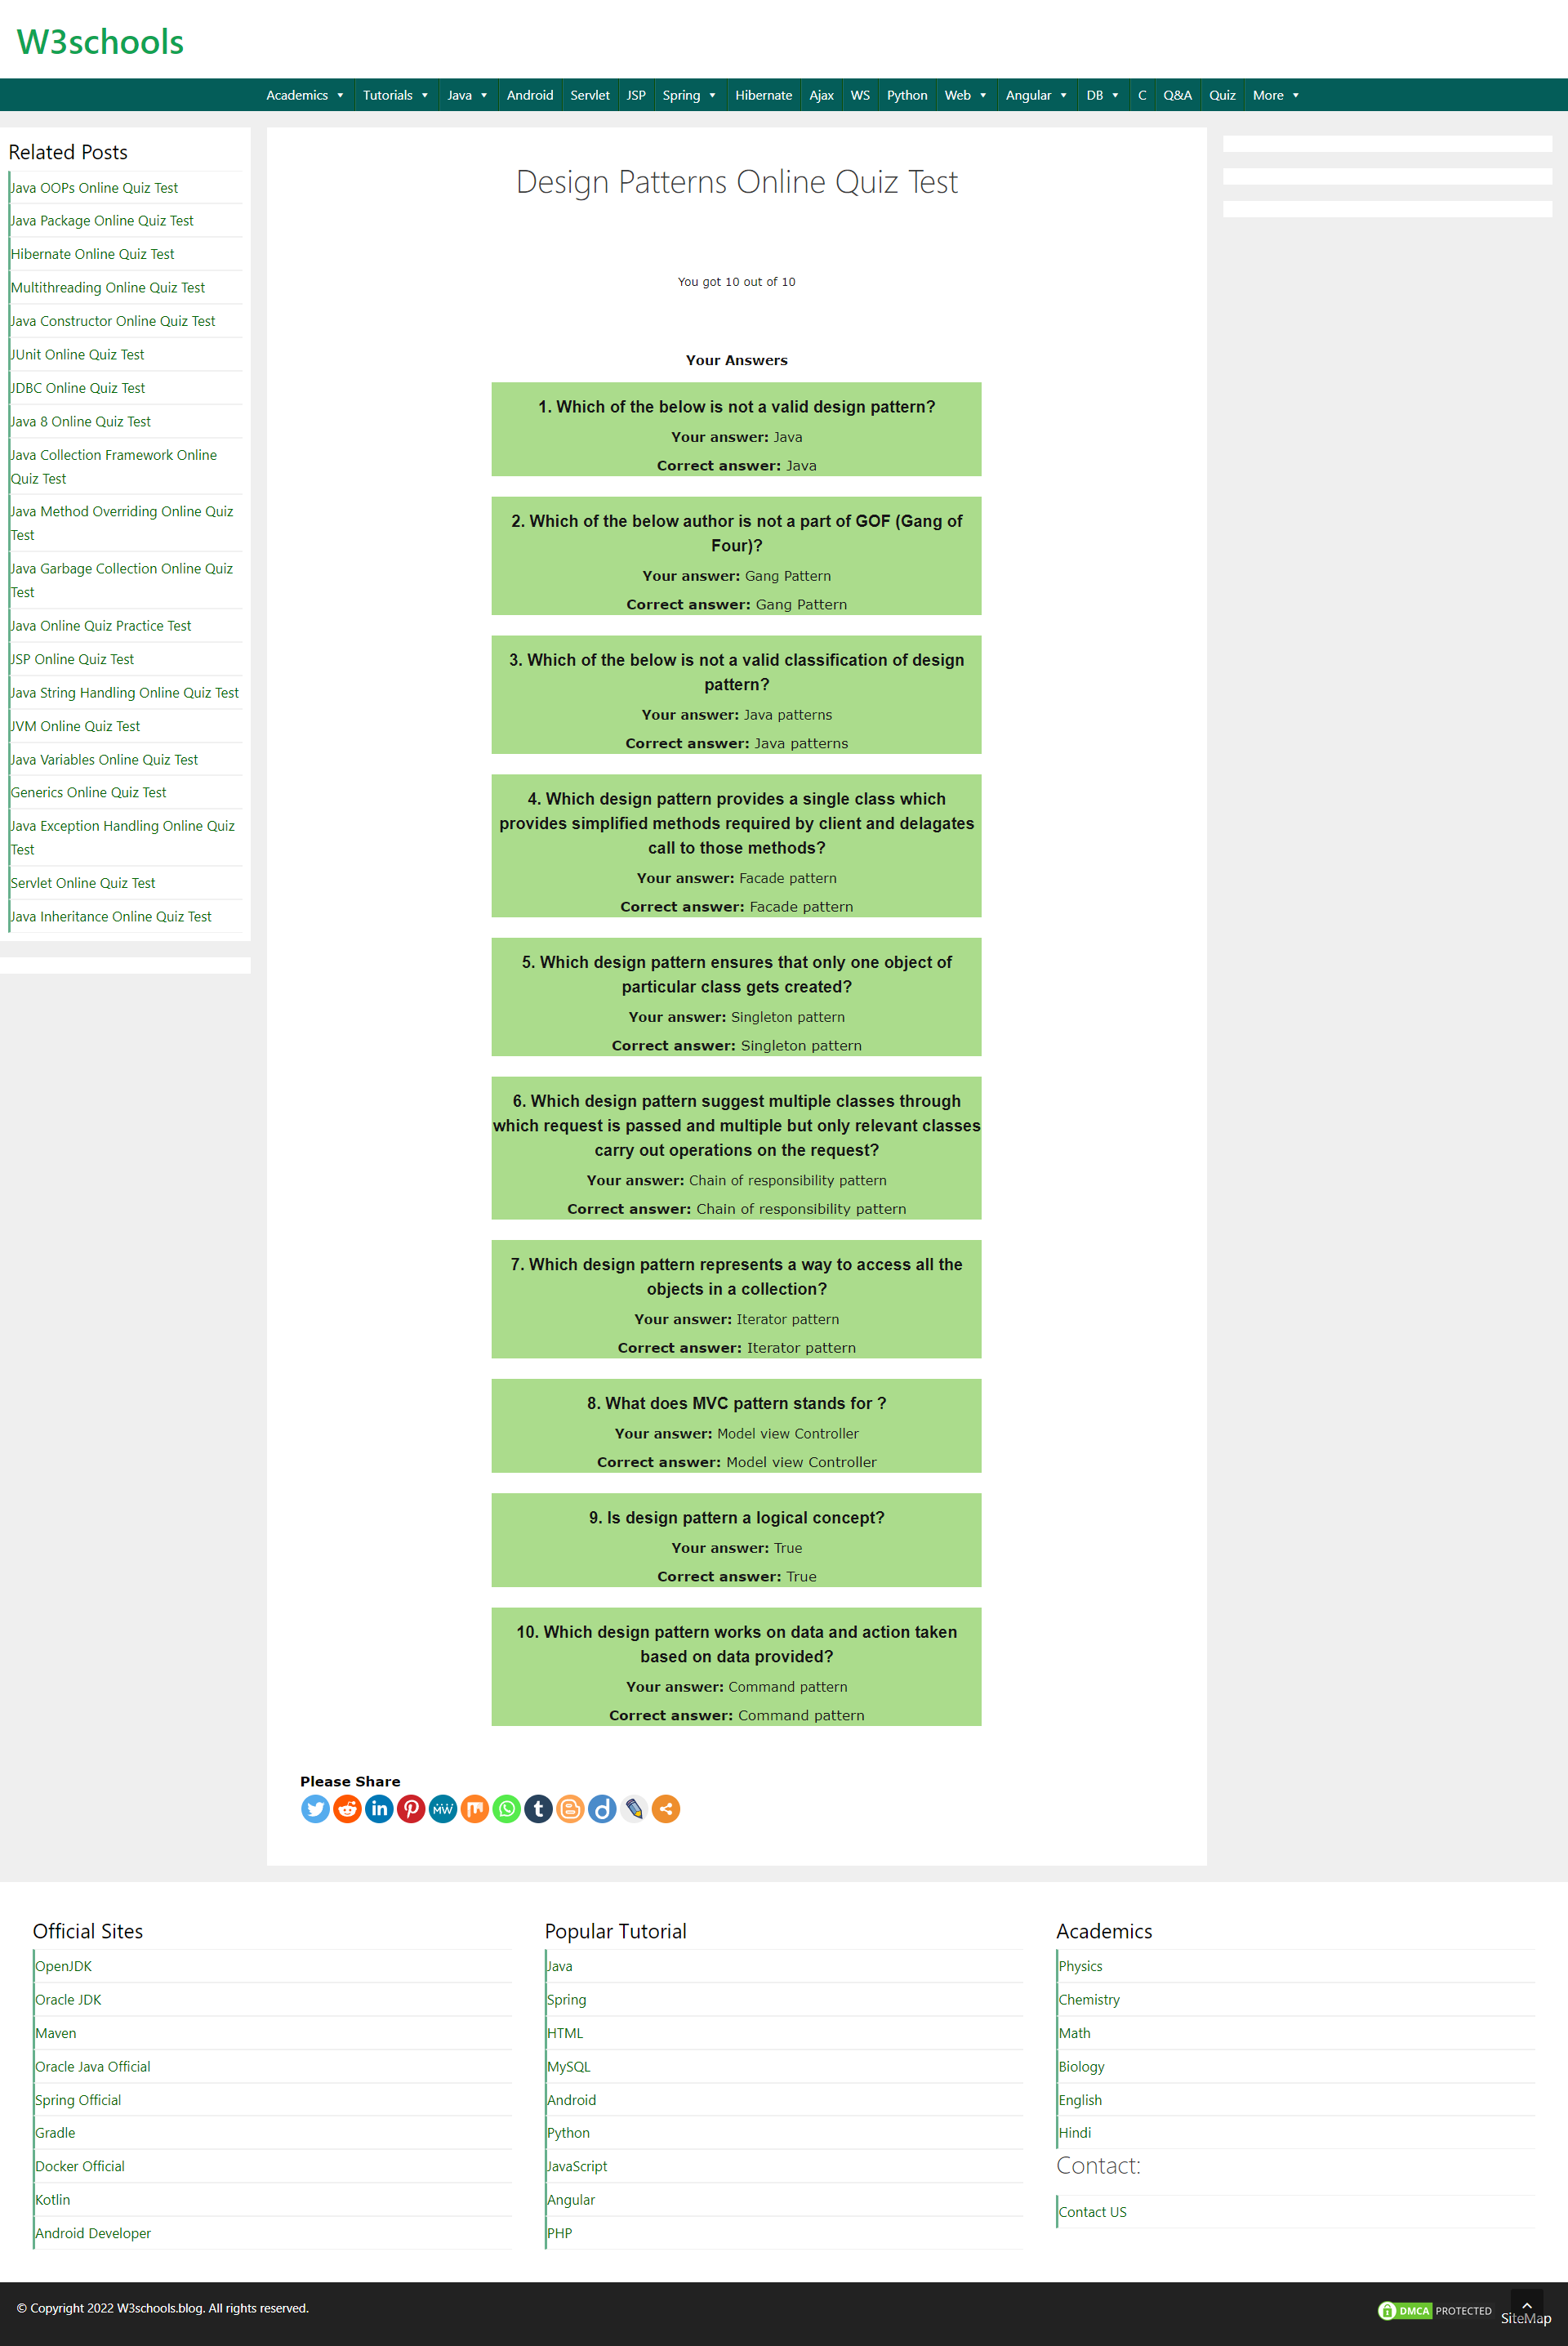 W3schools
Academics Tutorials Java Android Servlet JSP Spring Hibernate Ajax WS Python Web Angular DB C Q&A Quiz More
Related Posts
Java OOPs Online Quiz Test
Java Package Online Quiz Test
Hibernate Online Quiz Test
Multithreading Online Quiz Test
Java Constructor Online Quiz Test
JUnit Online Quiz Test
JDBC Online Quiz Test
Java 8 Online Quiz Test
Java Collection Framework Online
Quiz Test
Java Method Overriding Online Quiz
Test
Java Garbage Collection Online Quiz
Test
Java Online Quiz Practice Test
JSP Online Quiz Test
Java String Handling Online Quiz Test
JVM Online Quiz Test
Java Variables Online Quiz Test
Generics Online Quiz Test
Java Exception Handling Online Quiz
Test
Servlet Online Quiz Test
Java Inheritance Online Quiz Test
Design Patterns Online Quiz Test
You got 10 out of 10
Your Answers
1. Which of the below is not a valid design pattern?
Your answer: Java
Correct answer: Java
2. Which of the below author is not a part of GOF (Gang of
Four)?
Your answer: Gang Pattern
Correct answer: Gang Pattern
3. Which of the below is not a valid classification of design
pattern?
Your answer: Java patterns
Correct answer: Java patterns
4. Which design pattern provides a single class which
provides simplified methods required by client and delagates
call to those methods?
Your answer: Facade pattern
Correct answer: Facade pattern
5. Which design pattern ensures that only one object of
particular class gets created?
Your answer: Singleton pattern
Correct answer: Singleton pattern
6. Which design pattern suggest multiple classes through
which request is passed and multiple but only relevant classes
carry out operations on the request?
Your answer: Chain of responsibility pattern
Correct answer: Chain of responsibility pattern
7. Which design pattern represents a way to access all the
objects in a collection?
Your answer: Iterator pattern
Correct answer: Iterator pattern
8. What does MVC pattern stands for ?
Your answer: Model view Controller
Correct answer: Model view Controller
9. Is design pattern a logical concept?
Your answer: True
Correct answer: True
10. Which design pattern works on data and action taken
based on data provided?
Your answer: Command pattern
Correct answer: Command pattern
Please Share
Official Sites
OpenJDK
Oracle JDK
Maven
Oracle Java Official
Spring Official
Gradle
Docker Official
Kotlin
Android Developer
Popular Tutorial
Java
Spring
HTML
MySQL
Android
Python
JavaScript
Angular
PHP
Academics
Physics
Chemistry
Math
Biology
English
Hindi
Contact:
Contact US
© Copyright 2022 W3schools.blog. All rights reserved.
DMCA PROTECTED
SiteMap